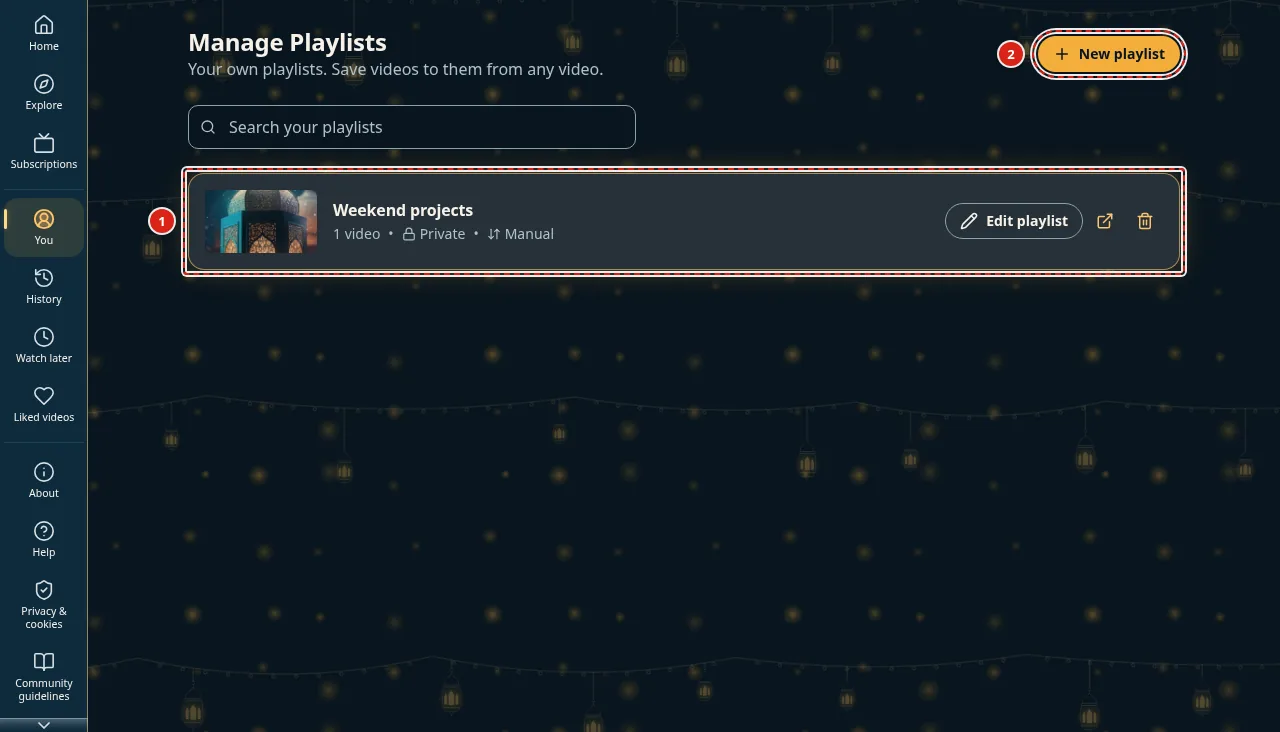 Home
Explore
Subscriptions
You
History
Watch later
Liked videos
About
Help
Privacy &
cookies
Community
guidelines
Manage Playlists
Your own playlists. Save videos to them from any video.
2
New playlist
Search your playlists
1
Weekend projects
1 video • Private • Manual
Edit playlist